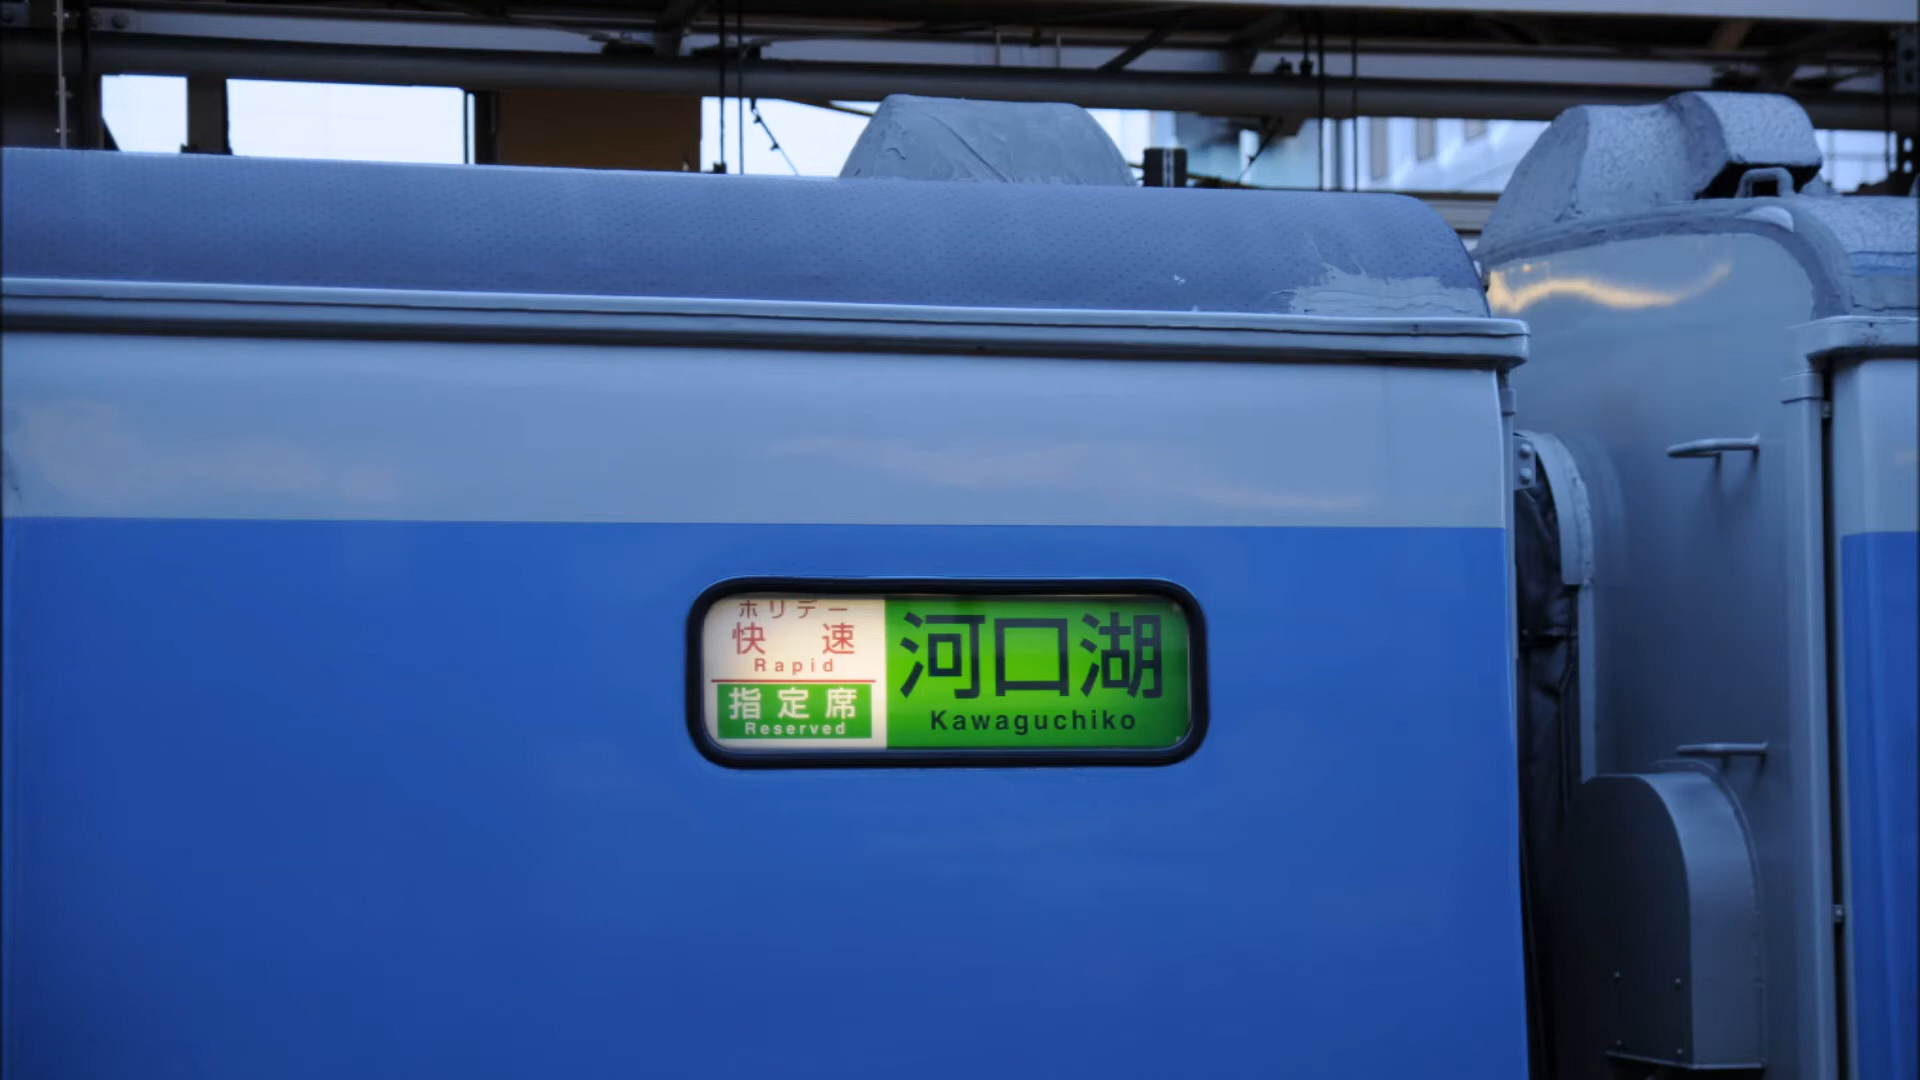 ホリデー
快速
Rapid
指定席
Reserved
河口湖
Kawaguchiko